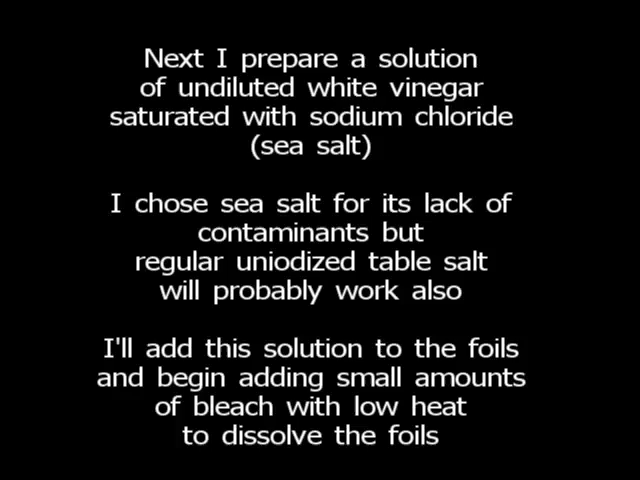 Next I prepare a solution
of undiluted white vinegar
saturated with sodium chloride
(sea salt)
I chose sea salt for its lack of
contaminants but
regular uniodized table salt
will probably work also
I'll add this solution to the foils
and begin adding small amounts
of bleach with low heat
to dissolve the foils